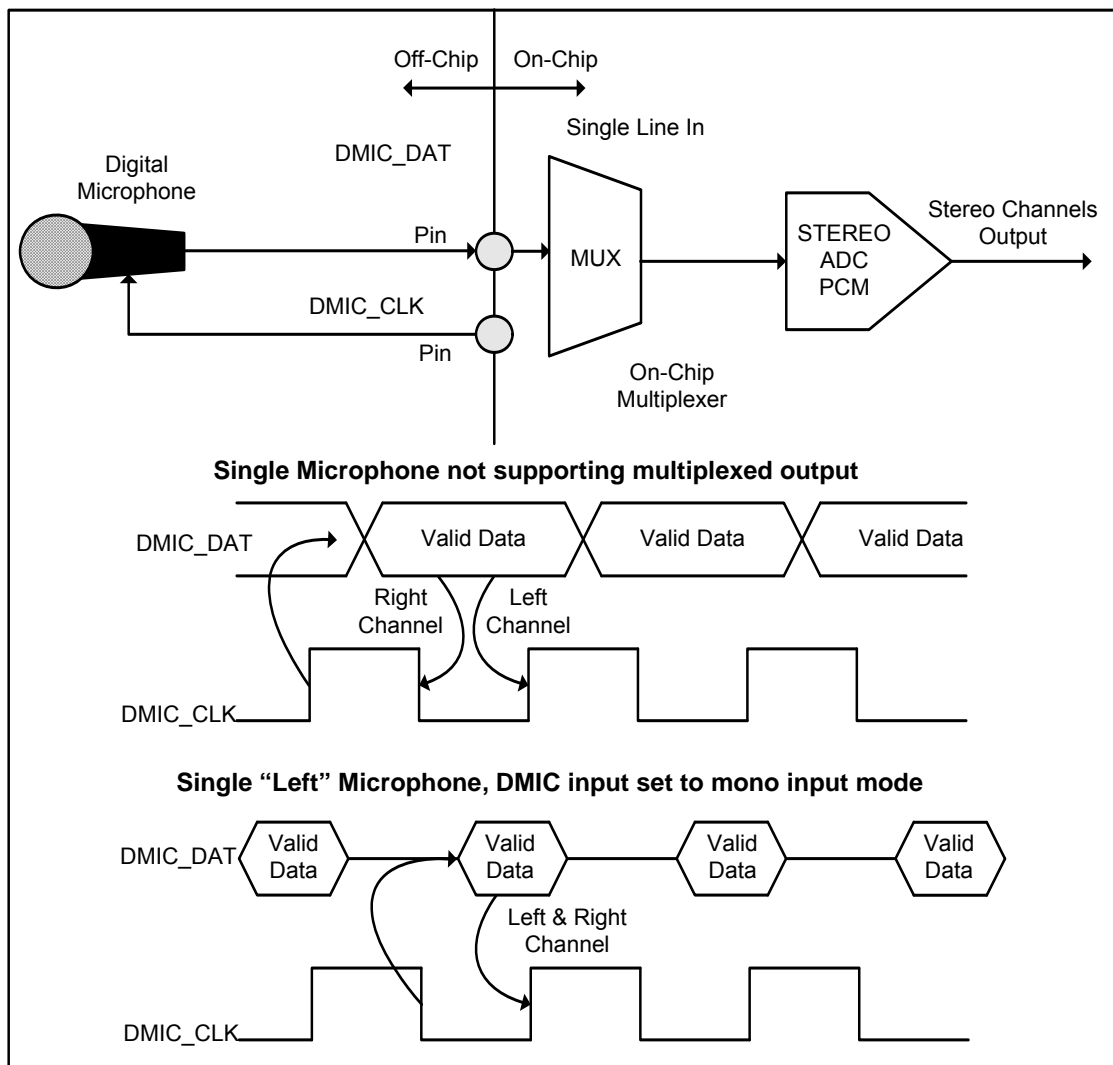 Off-Chip
On-Chip
Single Line In
DMIC_DAT
Digital
Microphone
Pin
MUX
STEREO
ADC
PCM
Stereo Channels
Output
DMIC_CLK
Pin
On-Chip
Multiplexer
Single Microphone not supporting multiplexed output
DMIC_DAT
Valid Data
Valid Data
Valid Data
Right
Channel
Left
Channel
DMIC_CLK
Single “Left” Microphone, DMIC input set to mono input mode
DMIC_DAT
Valid
Data
Valid
Data
Valid
Data
Valid
Data
Left & Right
Channel
DMIC_CLK